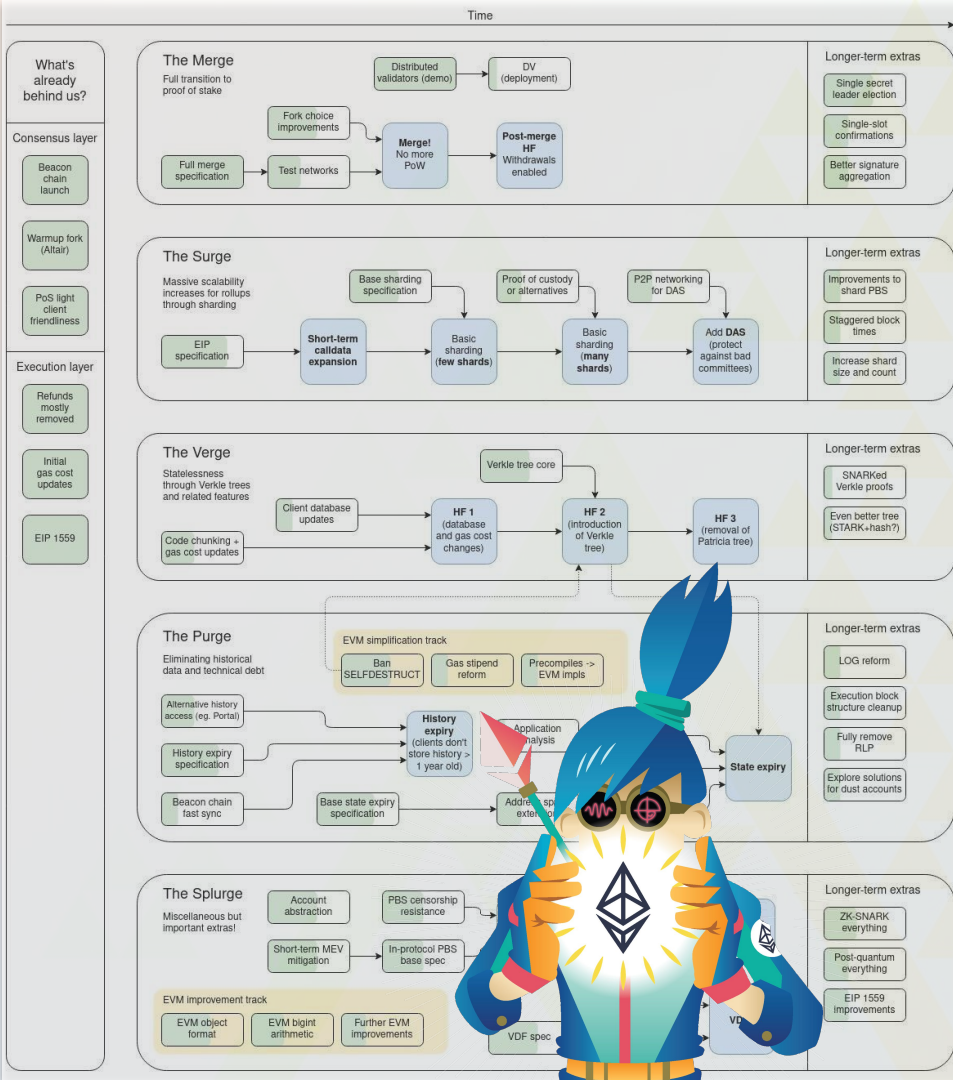 Time
What's
already
behind us?
Consensus layer
Beacon
chain
launch
Warmup fork
(Altair)
PoS light
client
friendliness
Execution layer
Refunds
mostly
removed
Initial
gas cost
updates
EIP 1559
The Merge
Full transition to
proof of stake
Distributed
validators (demo)
DV
(deployment)
Fork choice
improvements
Full merge
specification
Test networks
Merge!
No more
PoW
Post-merge
HF
Withdrawals
enabled
Longer-term extras
Single secret
leader election
Single-slot
confirmations
Better signature
aggregation
The Surge
Massive scalability
increases for rollups
through sharding
Base sharding
specification
Proof of custody
or alternatives
P2P networking
for DAS
EIP
specification
Short-term
calldata
expansion
Basic
sharding
(few shards)
Basic
sharding
(many
shards)
Add DAS
(protect
against bad
committees)
Longer-term extras
Improvements to
shard PBS
Staggered block
times
Increase shard
size and count
The Verge
Statelessness
through Verkle trees
and related features
Verkle tree core
Client database
updates
Code chunking +
gas cost updates
HF 1
(database
and gas cost
changes)
HF 2
(introduction
of Verkle
tree)
HF 3
(removal of
Patricia tree)
Longer-term extras
SNARKed
Verkle proofs
Even better tree
(STARK+hash?)
The Purge
Eliminating historical
data and technical debt
EVM simplification track
Ban
SELFDESTRUCT
Gas stipend
reform
Precompiles ->
EVM impls
Alternative history
access (eg. Portal)
History expiry
specification
Beacon chain
fast sync
History
expiry
(clients don't
store history >
1 year old)
Base state expiry
specification
Application
State expiry
Longer-term extras
LOG reform
Execution block
structure cleanup
Fully remove
RLP
Explore solutions
for dust accounts
The Splurge
Miscellaneous but
important extras!
Account
abstraction
PBS censorship
resistance
Short-term MEV
mitigation
In-protocol PBS
base spec
EVM improvement track
EVM object
format
EVM bigint
arithmetic
Further EVM
improvements
VDF spec
Longer-term extras
ZK-SNARK
everything
Post-quantum
everything
EIP 1559
improvements